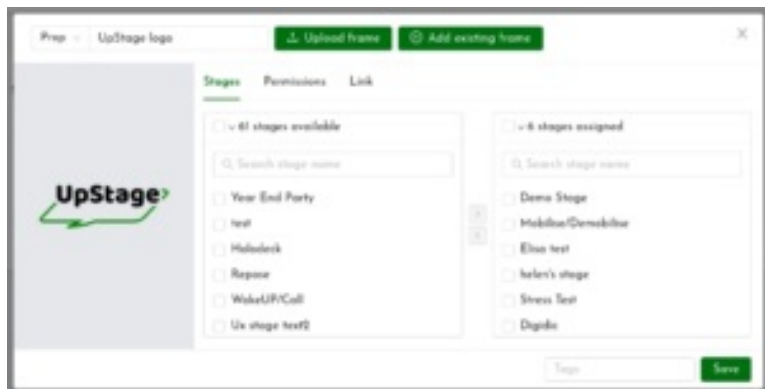 Prop UpStage logo Upload frame Add existing frame
Stages Permissions Link
61 stages available
6 stages assigned
Search stage name
Search stage name
UpStage
Year End Party
test
Holodeck
Repose
WakeUP/Call
Ux stage test2
Demo Stage
Mobilise/Demobilise
Elisa test
helen's stage
Stress Test
Digidic
Tags
Save